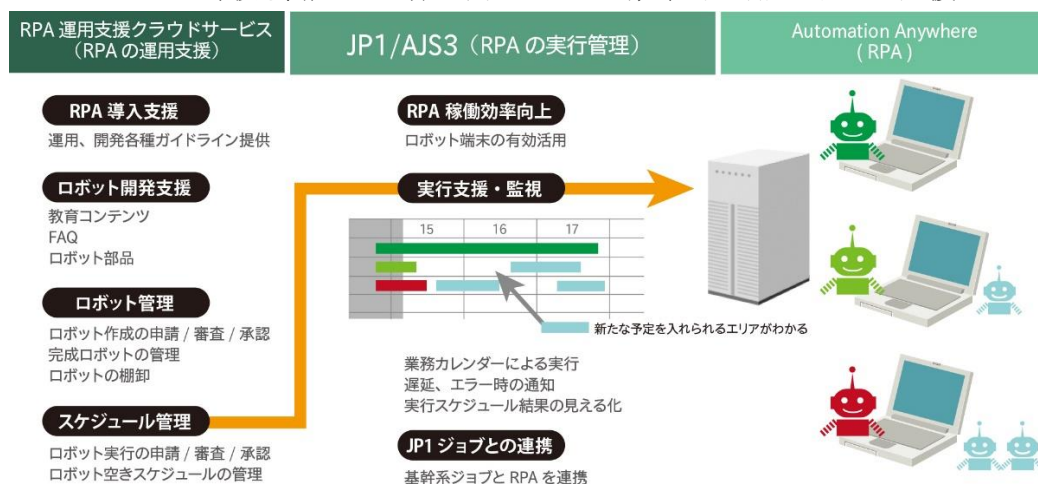 RPA 運用支援クラウドサービス
（RPA の運用支援）
JP1/AJS3（RPA の実行管理）
Automation Anywhere
( RPA )
RPA 導入支援
運用、開発各種ガイドライン提供
ロボット開発支援
教育コンテンツ
FAQ
ロボット部品
ロボット管理
ロボット作成の申請 / 審査 / 承認
完成ロボットの管理
ロボットの棚卸
スケジュール管理
ロボット実行の申請 / 審査 / 承認
ロボット空きスケジュールの管理
RPA 稼働効率向上
ロボット端末の有効活用
実行支援・監視
15 16 17
新たな予定を入れられるエリアがわかる
業務カレンダーによる実行
遅延、エラー時の通知
実行スケジュール結果の見える化
JP1 ジョブとの連携
基幹系ジョブと RPA を連携